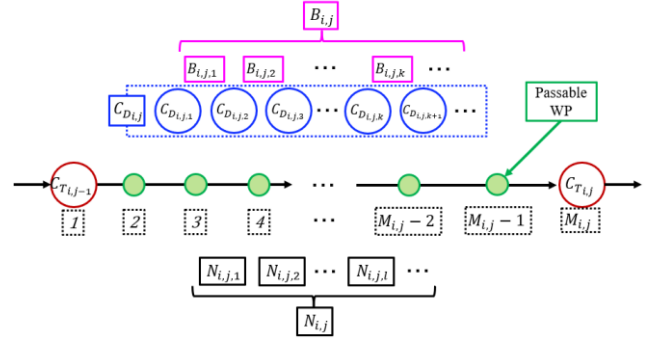 B_{i,j}
B_{i,j,1} B_{i,j,2} ⋯ B_{i,j,k} ⋯
C_{D_{i,j}} C_{D_{i,j,1}} C_{D_{i,j,2}} C_{D_{i,j,3}} ⋯ C_{D_{i,j,k}} C_{D_{i,j,k+1}} ⋯
Passable
WP
C_{T_{i,j-1}} ⋯ C_{T_{i,j}}
1 2 3 4 ⋯ M_{i,j} − 2 M_{i,j} − 1 M_{i,j}
N_{i,j,1} N_{i,j,2} ⋯ N_{i,j,l} ⋯
N_{i,j}